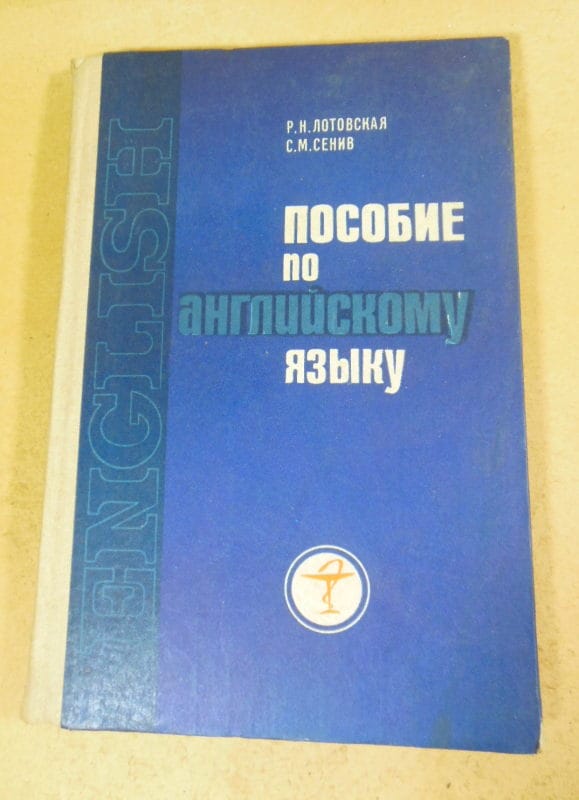 Р.Н.ЛОТОВСКАЯ
С.М.СЕНИВ
ПОСОБИЕ
по
английскому
языку
ENGLISH